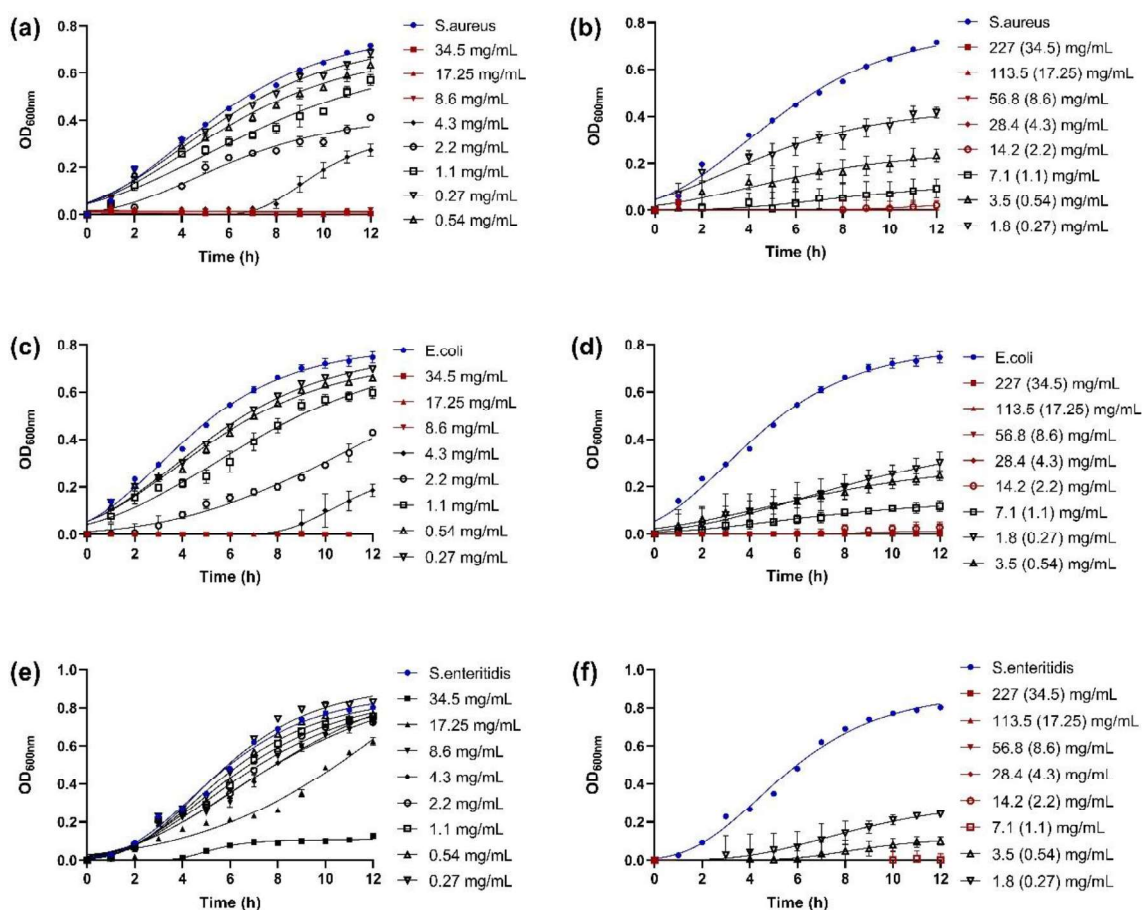 (a)
OD600nm
0.8
0.6
0.4
0.2
0.0
0 2 4 6 8 10 12
Time (h)
S.aureus
34.5 mg/mL
17.25 mg/mL
8.6 mg/mL
4.3 mg/mL
2.2 mg/mL
1.1 mg/mL
0.27 mg/mL
0.54 mg/mL
(b)
OD600nm
0.8
0.6
0.4
0.2
0.0
0 2 4 6 8 10 12
Time (h)
S.aureus
227 (34.5) mg/mL
113.5 (17.25) mg/mL
56.8 (8.6) mg/mL
28.4 (4.3) mg/mL
14.2 (2.2) mg/mL
7.1 (1.1) mg/mL
3.5 (0.54) mg/mL
1.8 (0.27) mg/mL
(c)
OD600nm
0.8
0.6
0.4
0.2
0.0
0 2 4 6 8 10 12
Time (h)
E.coli
34.5 mg/mL
17.25 mg/mL
8.6 mg/mL
4.3 mg/mL
2.2 mg/mL
1.1 mg/mL
0.54 mg/mL
0.27 mg/mL
(d)
OD600nm
0.8
0.6
0.4
0.2
0.0
0 2 4 6 8 10 12
Time (h)
E.coli
227 (34.5) mg/mL
113.5 (17.25) mg/mL
56.8 (8.6) mg/mL
28.4 (4.3) mg/mL
14.2 (2.2) mg/mL
7.1 (1.1) mg/mL
1.8 (0.27) mg/mL
3.5 (0.54) mg/mL
(e)
OD600nm
1.0
0.8
0.6
0.4
0.2
0.0
0 2 4 6 8 10 12
Time (h)
S.enteritidis
34.5 mg/mL
17.25 mg/mL
8.6 mg/mL
4.3 mg/mL
2.2 mg/mL
1.1 mg/mL
0.54 mg/mL
0.27 mg/mL
(f)
OD600nm
1.0
0.8
0.6
0.4
0.2
0.0
0 2 4 6 8 10 12
Time (h)
S.enteritidis
227 (34.5) mg/mL
113.5 (17.25) mg/mL
56.8 (8.6) mg/mL
28.4 (4.3) mg/mL
14.2 (2.2) mg/mL
7.1 (1.1) mg/mL
3.5 (0.54) mg/mL
1.8 (0.27) mg/mL